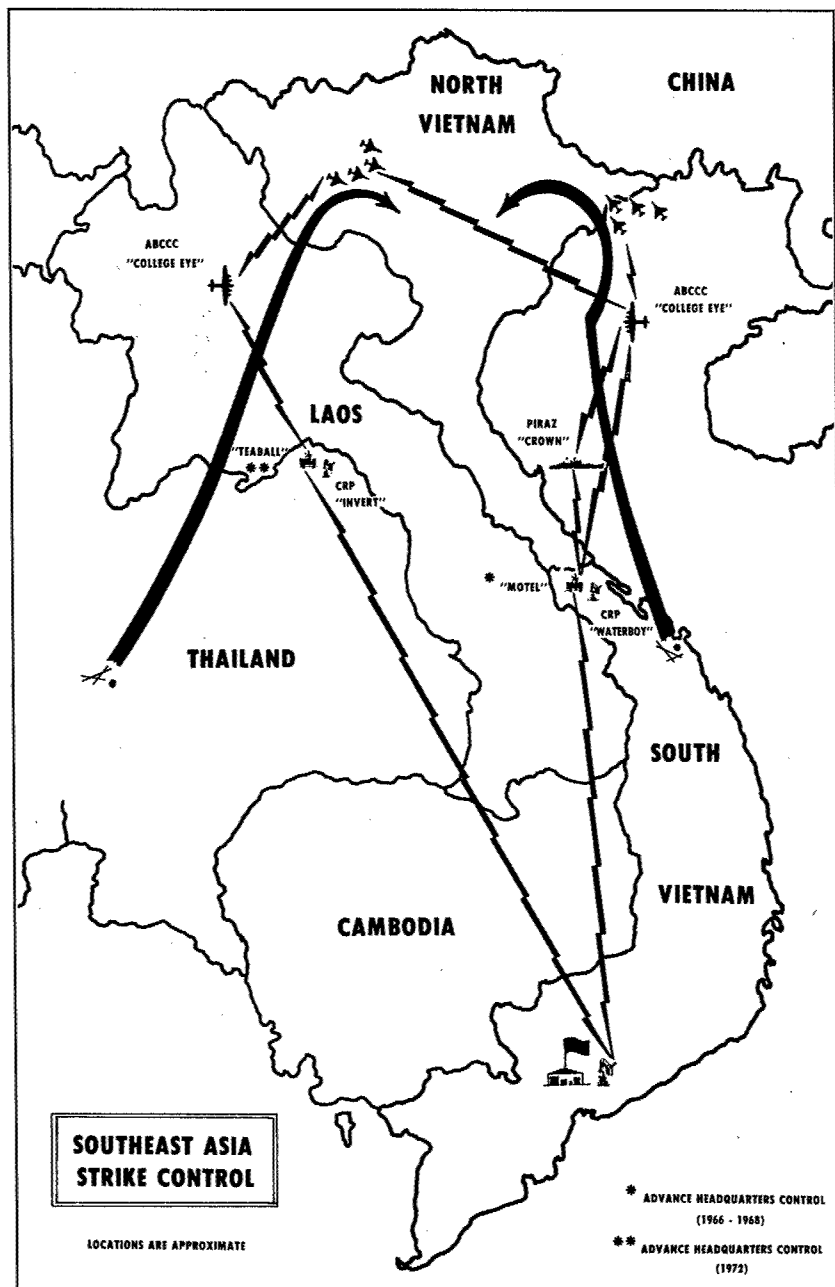 NORTH
VIETNAM
CHINA
ABCCC
"COLLEGE EYE"
ABCCC
"COLLEGE EYE"
LAOS
PIRAZ
"CROWN"
"TEABALL"
**
CRP
"INVERT"
* "MOTEL"
CRP
"WATERBOY"
THAILAND
SOUTH
VIETNAM
CAMBODIA
SOUTHEAST ASIA
STRIKE CONTROL
LOCATIONS ARE APPROXIMATE
* ADVANCE HEADQUARTERS CONTROL
(1966 - 1968)
** ADVANCE HEADQUARTERS CONTROL
(1972)